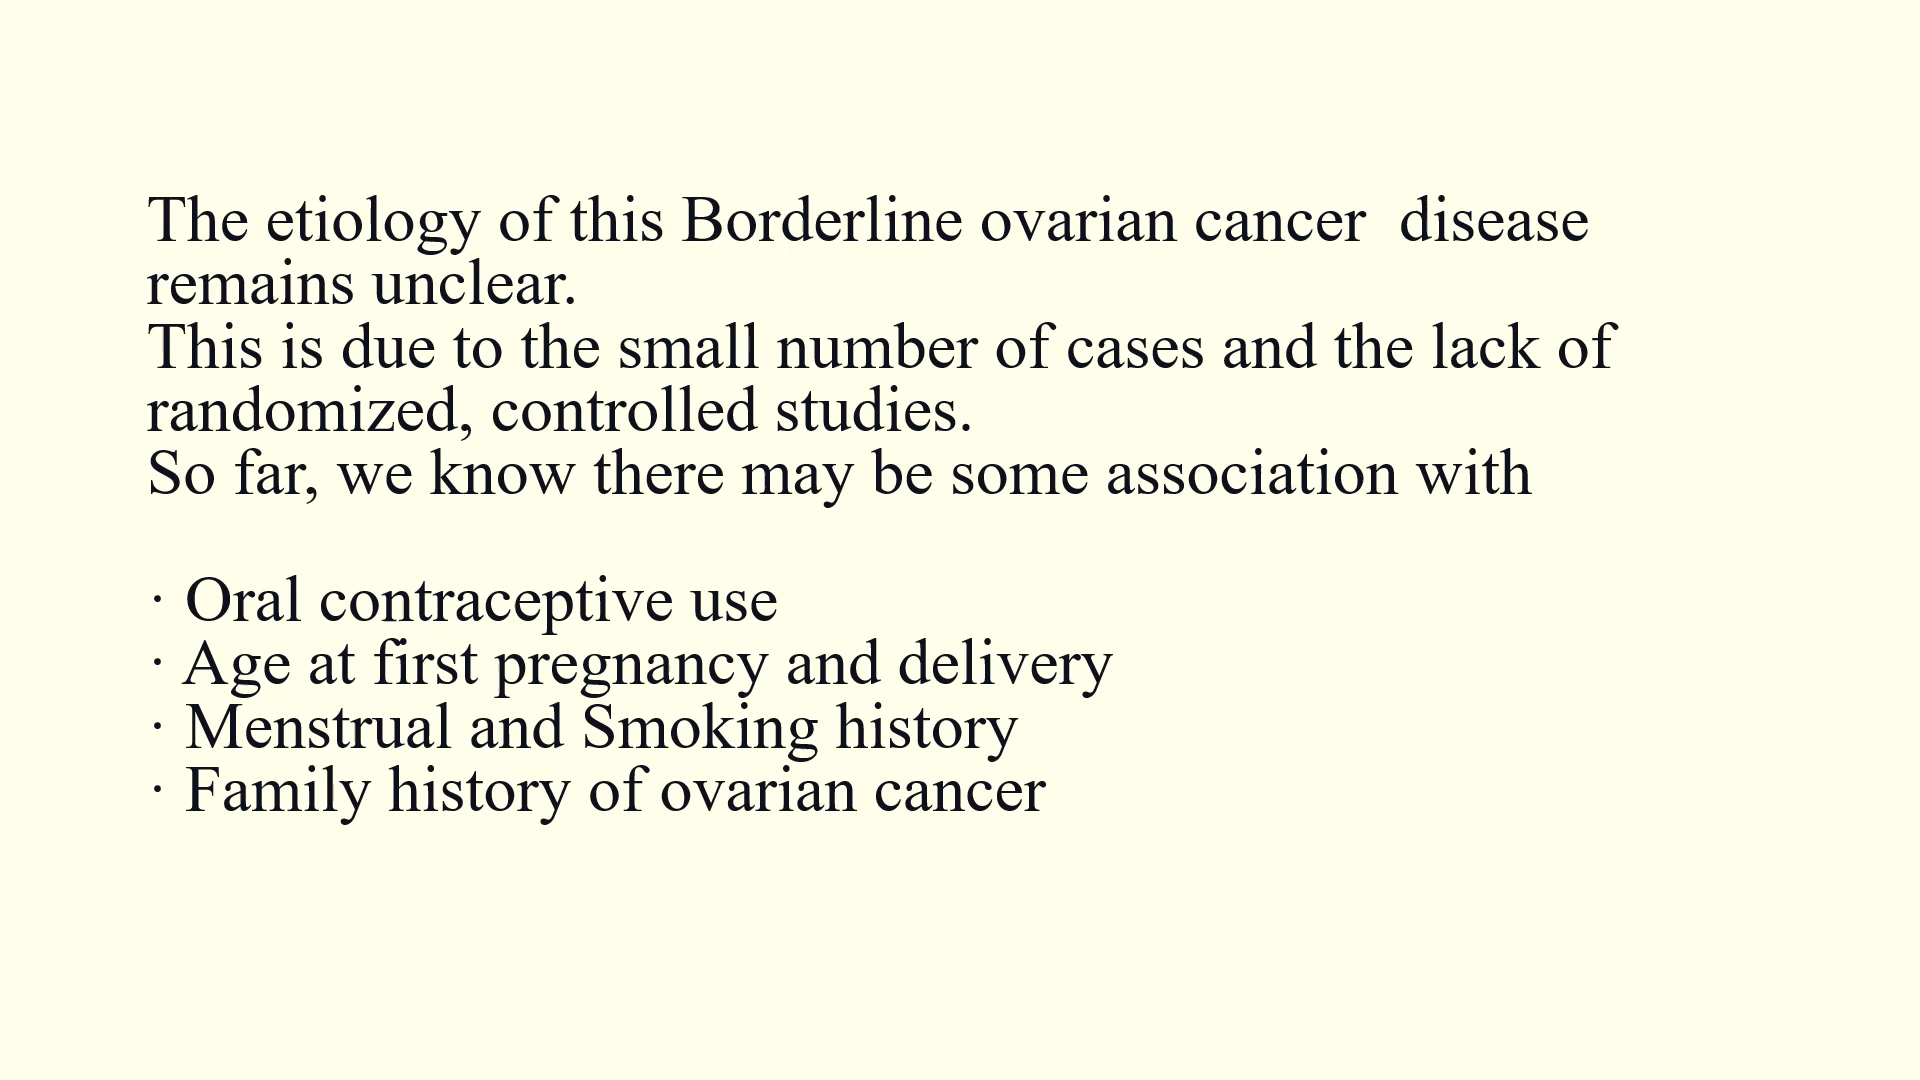 The etiology of this Borderline ovarian cancer  disease
remains unclear.
This is due to the small number of cases and the lack of
randomized, controlled studies.
So far, we know there may be some association with
· Oral contraceptive use
· Age at first pregnancy and delivery
· Menstrual and Smoking history
· Family history of ovarian cancer